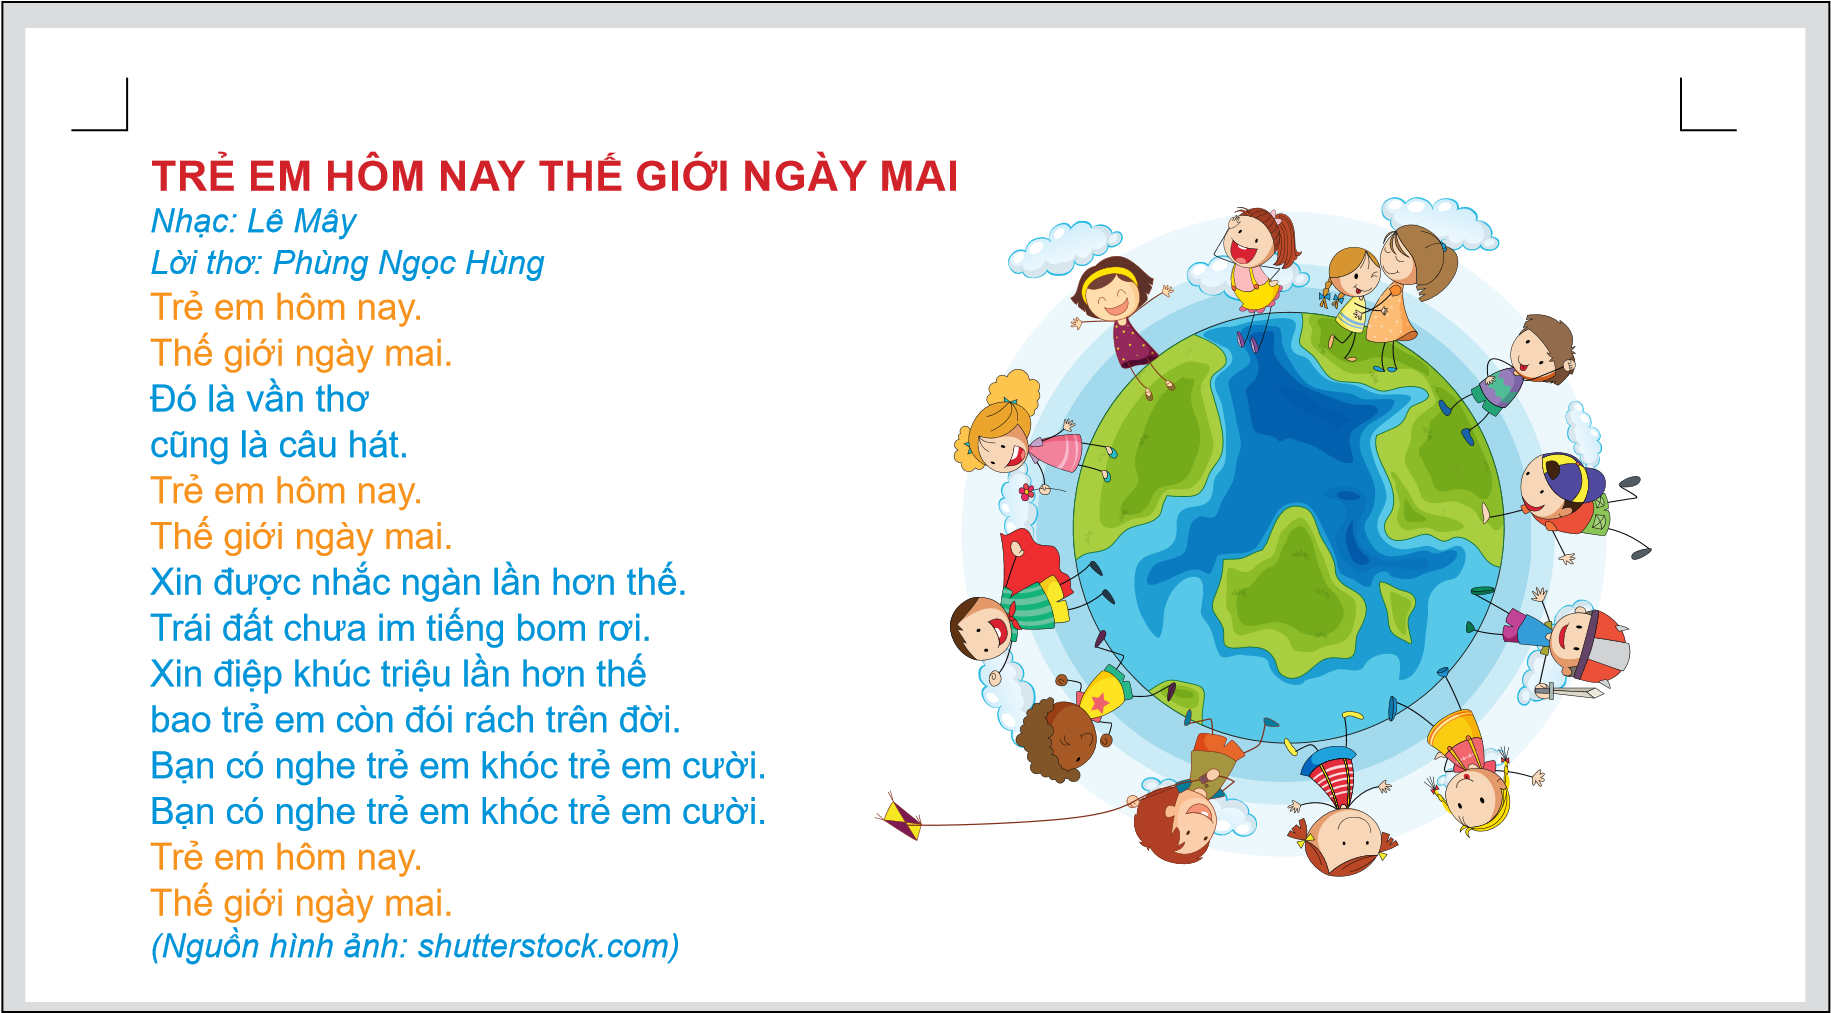 TRẺ EM HÔM NAY THẾ GIỚI NGÀY MAI
Nhạc: Lê Mây
Lời thơ: Phùng Ngọc Hùng
Trẻ em hôm nay.
Thế giới ngày mai.
Đó là vần thơ
cũng là câu hát.
Trẻ em hôm nay.
Thế giới ngày mai.
Xin được nhắc ngàn lần hơn thế.
Trái đất chưa im tiếng bom rơi.
Xin điệp khúc triệu lần hơn thế
bao trẻ em còn đói rách trên đời.
Bạn có nghe trẻ em khóc trẻ em cười.
Bạn có nghe trẻ em khóc trẻ em cười.
Trẻ em hôm nay.
Thế giới ngày mai.
(Nguồn hình ảnh: shutterstock.com)